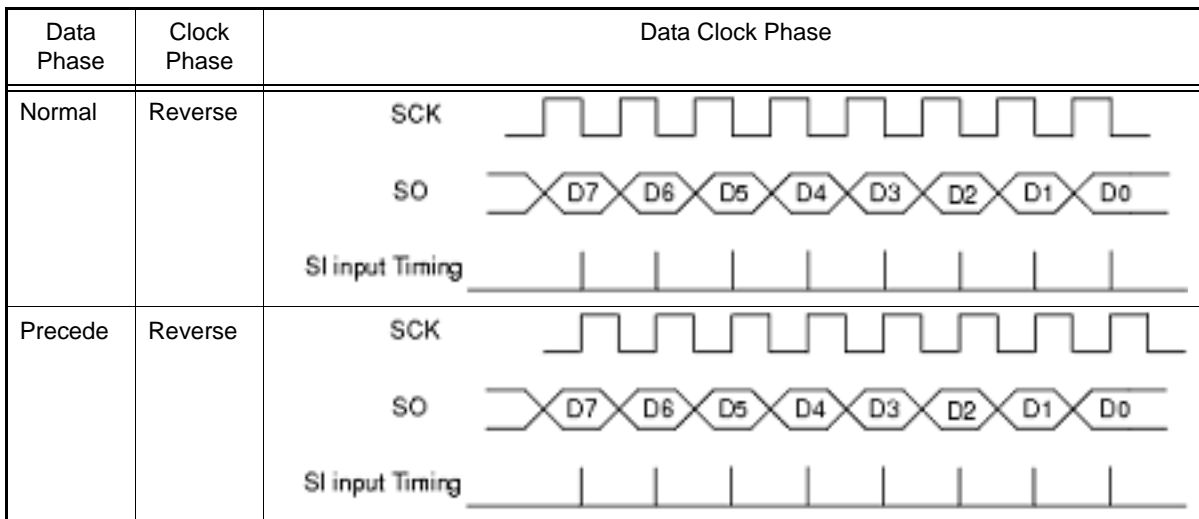 Data Phase
Clock Phase
Data Clock Phase
Normal
Reverse
SCK
SO
D7 D6 D5 D4 D3 D2 D1 D0
SI input Timing
Precede
Reverse
SCK
SO
D7 D6 D5 D4 D3 D2 D1 D0
SI input Timing